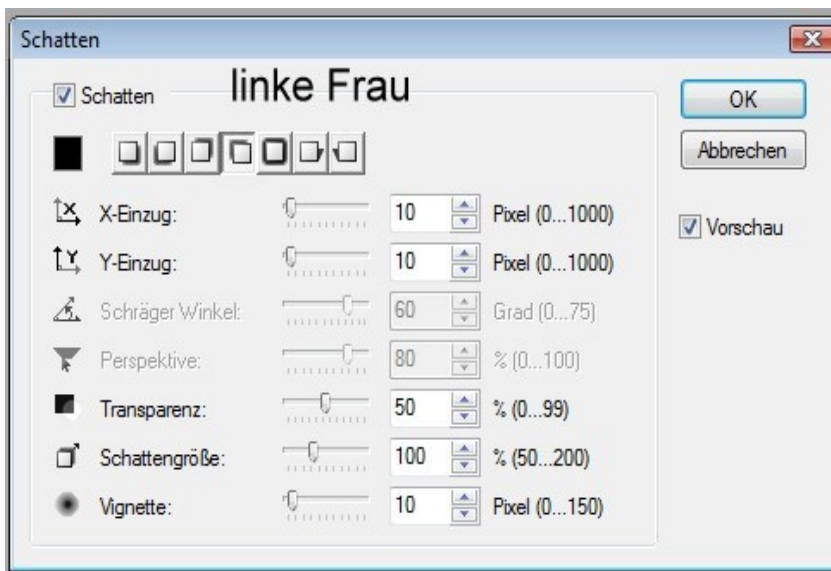 Schatten
Schatten linke Frau
OK
Abbrechen
X-Einzug: 10 Pixel (0...1000)
Vorschau
Y-Einzug: 10 Pixel (0...1000)
Schräger Winkel: 60 Grad (0...75)
Perspektive: 80 % (0...100)
Transparenz: 50 % (0...99)
Schattengröße: 100 % (50...200)
Vignette: 10 Pixel (0...150)